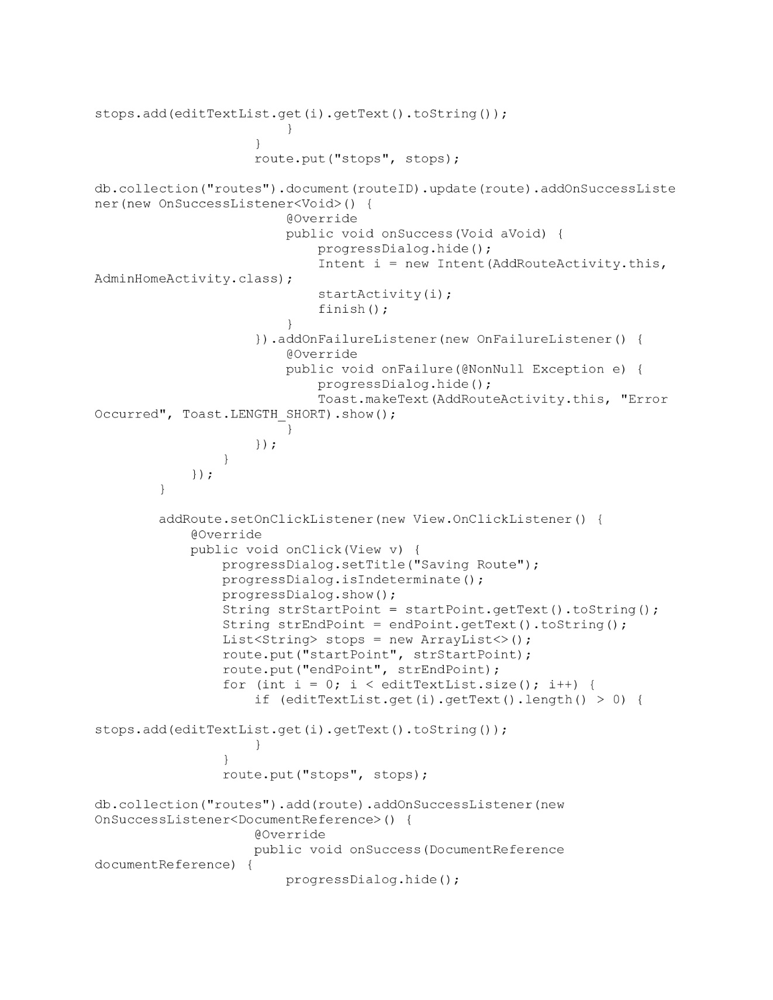 stops.add(editTextList.get(i).getText().toString());
}
}
route.put("stops", stops);
db.collection("routes").document(routeID).update(route).addOnSuccessListe
ner(new OnSuccessListener<Void>() {
@Override
public void onSuccess(Void aVoid) {
progressDialog.hide();
Intent i = new Intent(AddRouteActivity.this,
AdminHomeActivity.class);
startActivity(i);
finish();
}
}).addOnFailureListener(new OnFailureListener() {
@Override
public void onFailure(@NonNull Exception e) {
progressDialog.hide();
Toast.makeText(AddRouteActivity.this, "Error
Occurred", Toast.LENGTH_SHORT).show();
}
});
}
});
}
addRoute.setOnClickListener(new View.OnClickListener() {
@Override
public void onClick(View v) {
progressDialog.setTitle("Saving Route");
progressDialog.isIndeterminate();
progressDialog.show();
String strStartPoint = startPoint.getText().toString();
String strEndPoint = endPoint.getText().toString();
List<String> stops = new ArrayList<>();
route.put("startPoint", strStartPoint);
route.put("endPoint", strEndPoint);
for (int i = 0; i < editTextList.size(); i++) {
if (editTextList.get(i).getText().length() > 0) {
stops.add(editTextList.get(i).getText().toString());
}
}
route.put("stops", stops);
db.collection("routes").add(route).addOnSuccessListener(new
OnSuccessListener<DocumentReference>() {
@Override
public void onSuccess(DocumentReference
documentReference) {
progressDialog.hide();